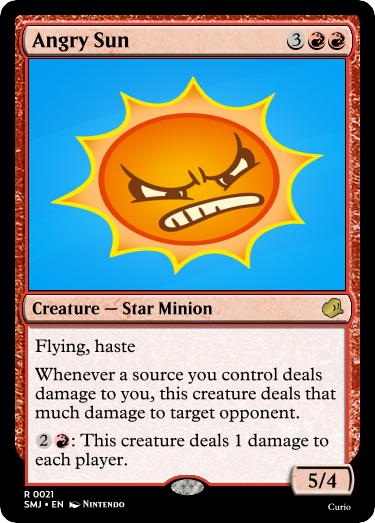 Angry Sun 3
Creature — Star Minion
Flying, haste
Whenever a source you control deals
damage to you, this creature deals that
much damage to target opponent.
2 : This creature deals 1 damage to
each player.
5/4
R 0021
SMJ • EN Nintendo
Curio